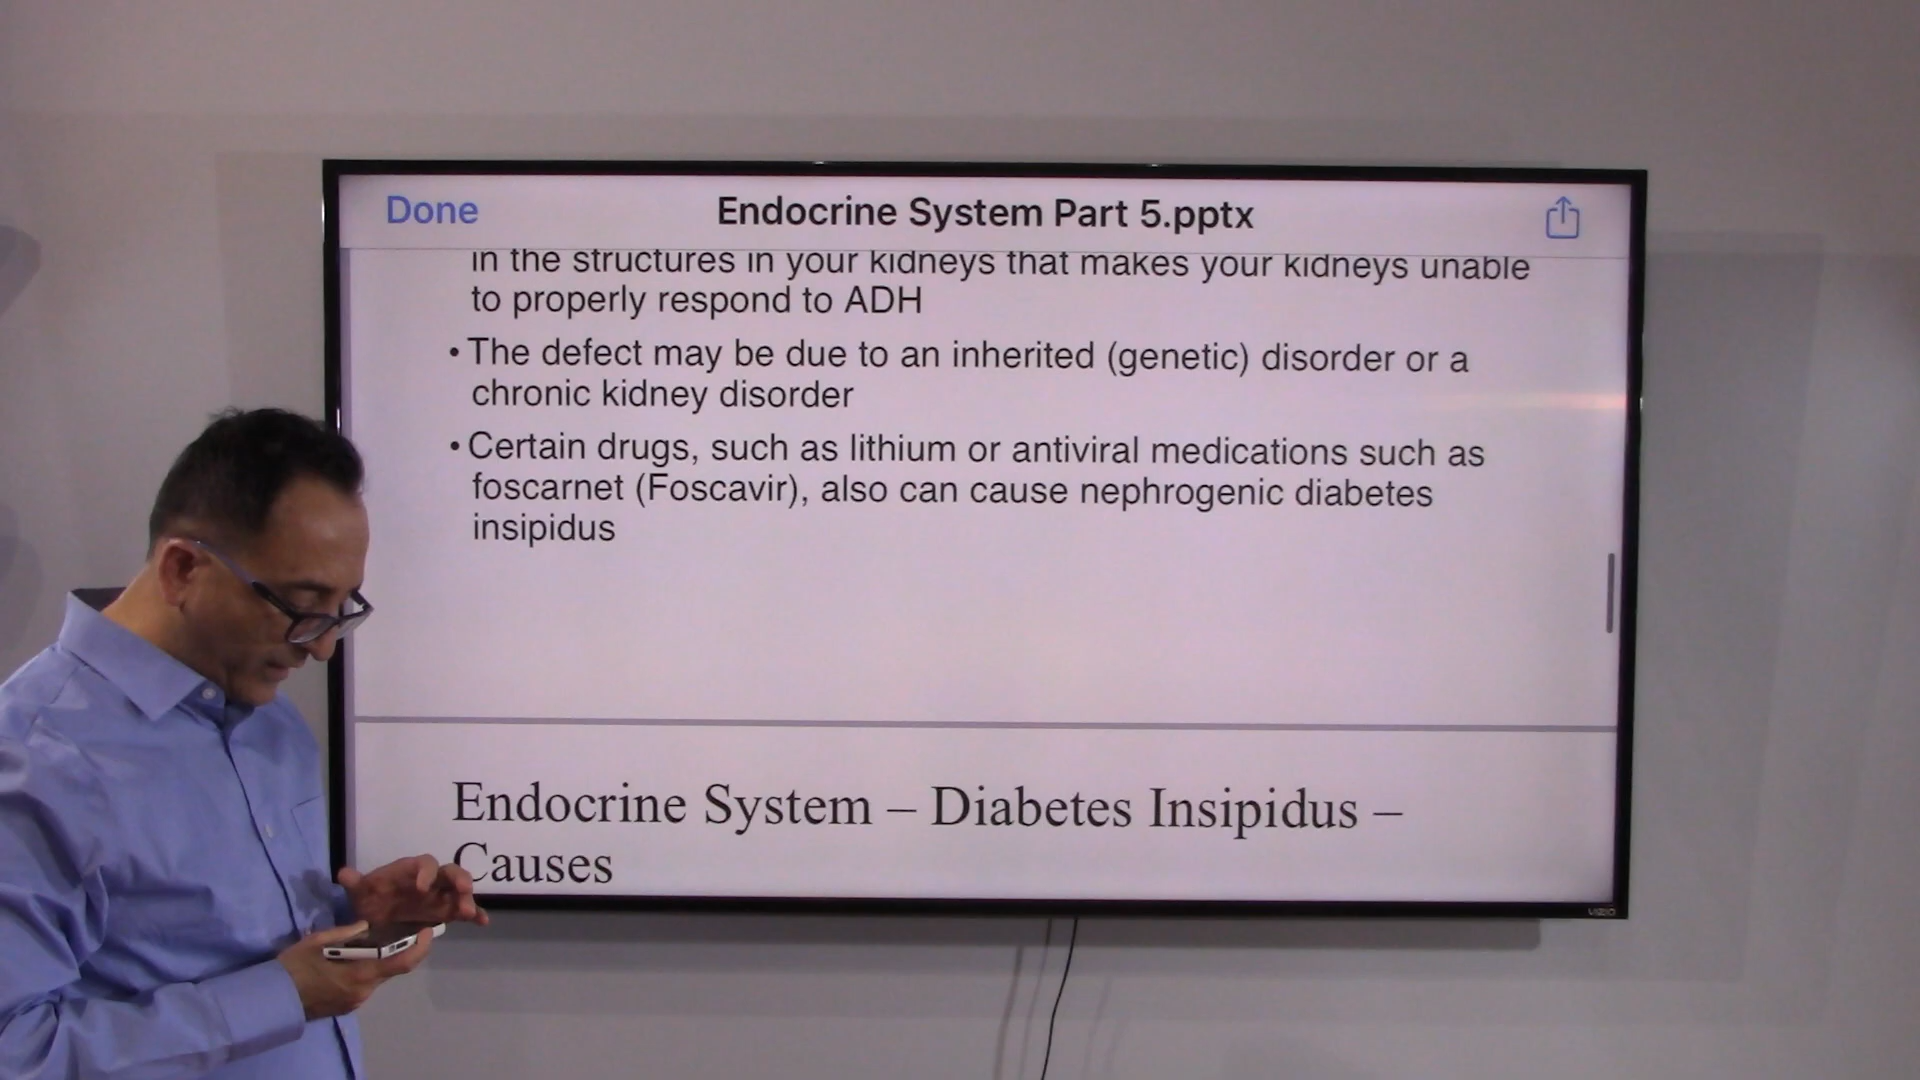 Done
Endocrine System Part 5.pptx
in the structures in your kidneys that makes your kidneys unable
to properly respond to ADH
• The defect may be due to an inherited (genetic) disorder or a
chronic kidney disorder
• Certain drugs, such as lithium or antiviral medications such as
foscarnet (Foscavir), also can cause nephrogenic diabetes
insipidus
Endocrine System – Diabetes Insipidus –
Causes
VIZIO